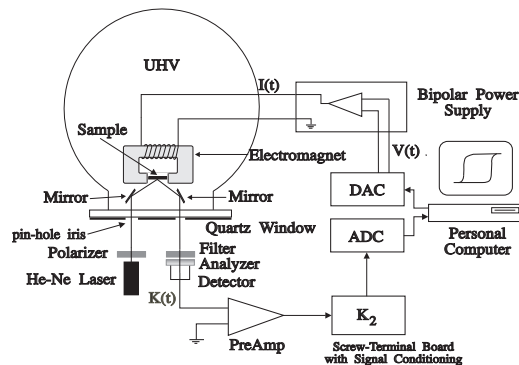 UHV
I(t)
Bipolar Power
Supply
Sample
Electromagnet
V(t)
Mirror
Mirror
DAC
pin-hole iris
Quartz Window
ADC
Personal
Computer
Polarizer
Filter
Analyzer
He-Ne Laser
Detector
K(t)
K2
PreAmp
Screw-Terminal Board
with Signal Conditioning